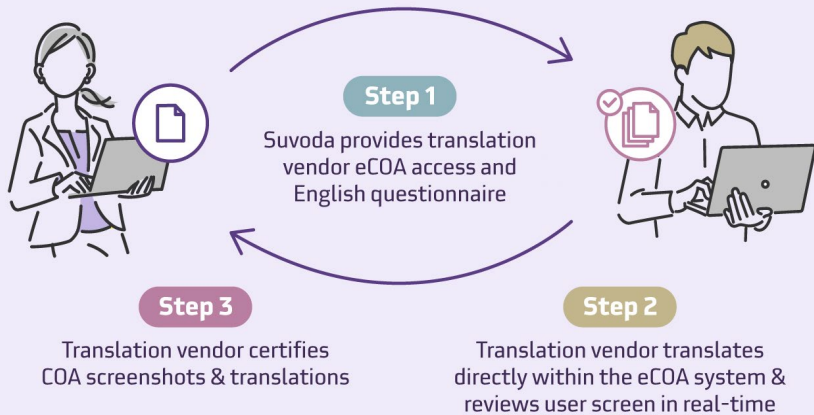 Step 1
Suvoda provides translation
vendor eCOA access and
English questionnaire
Step 3
Translation vendor certifies
COA screenshots & translations
Step 2
Translation vendor translates
directly within the eCOA system &
reviews user screen in real-time